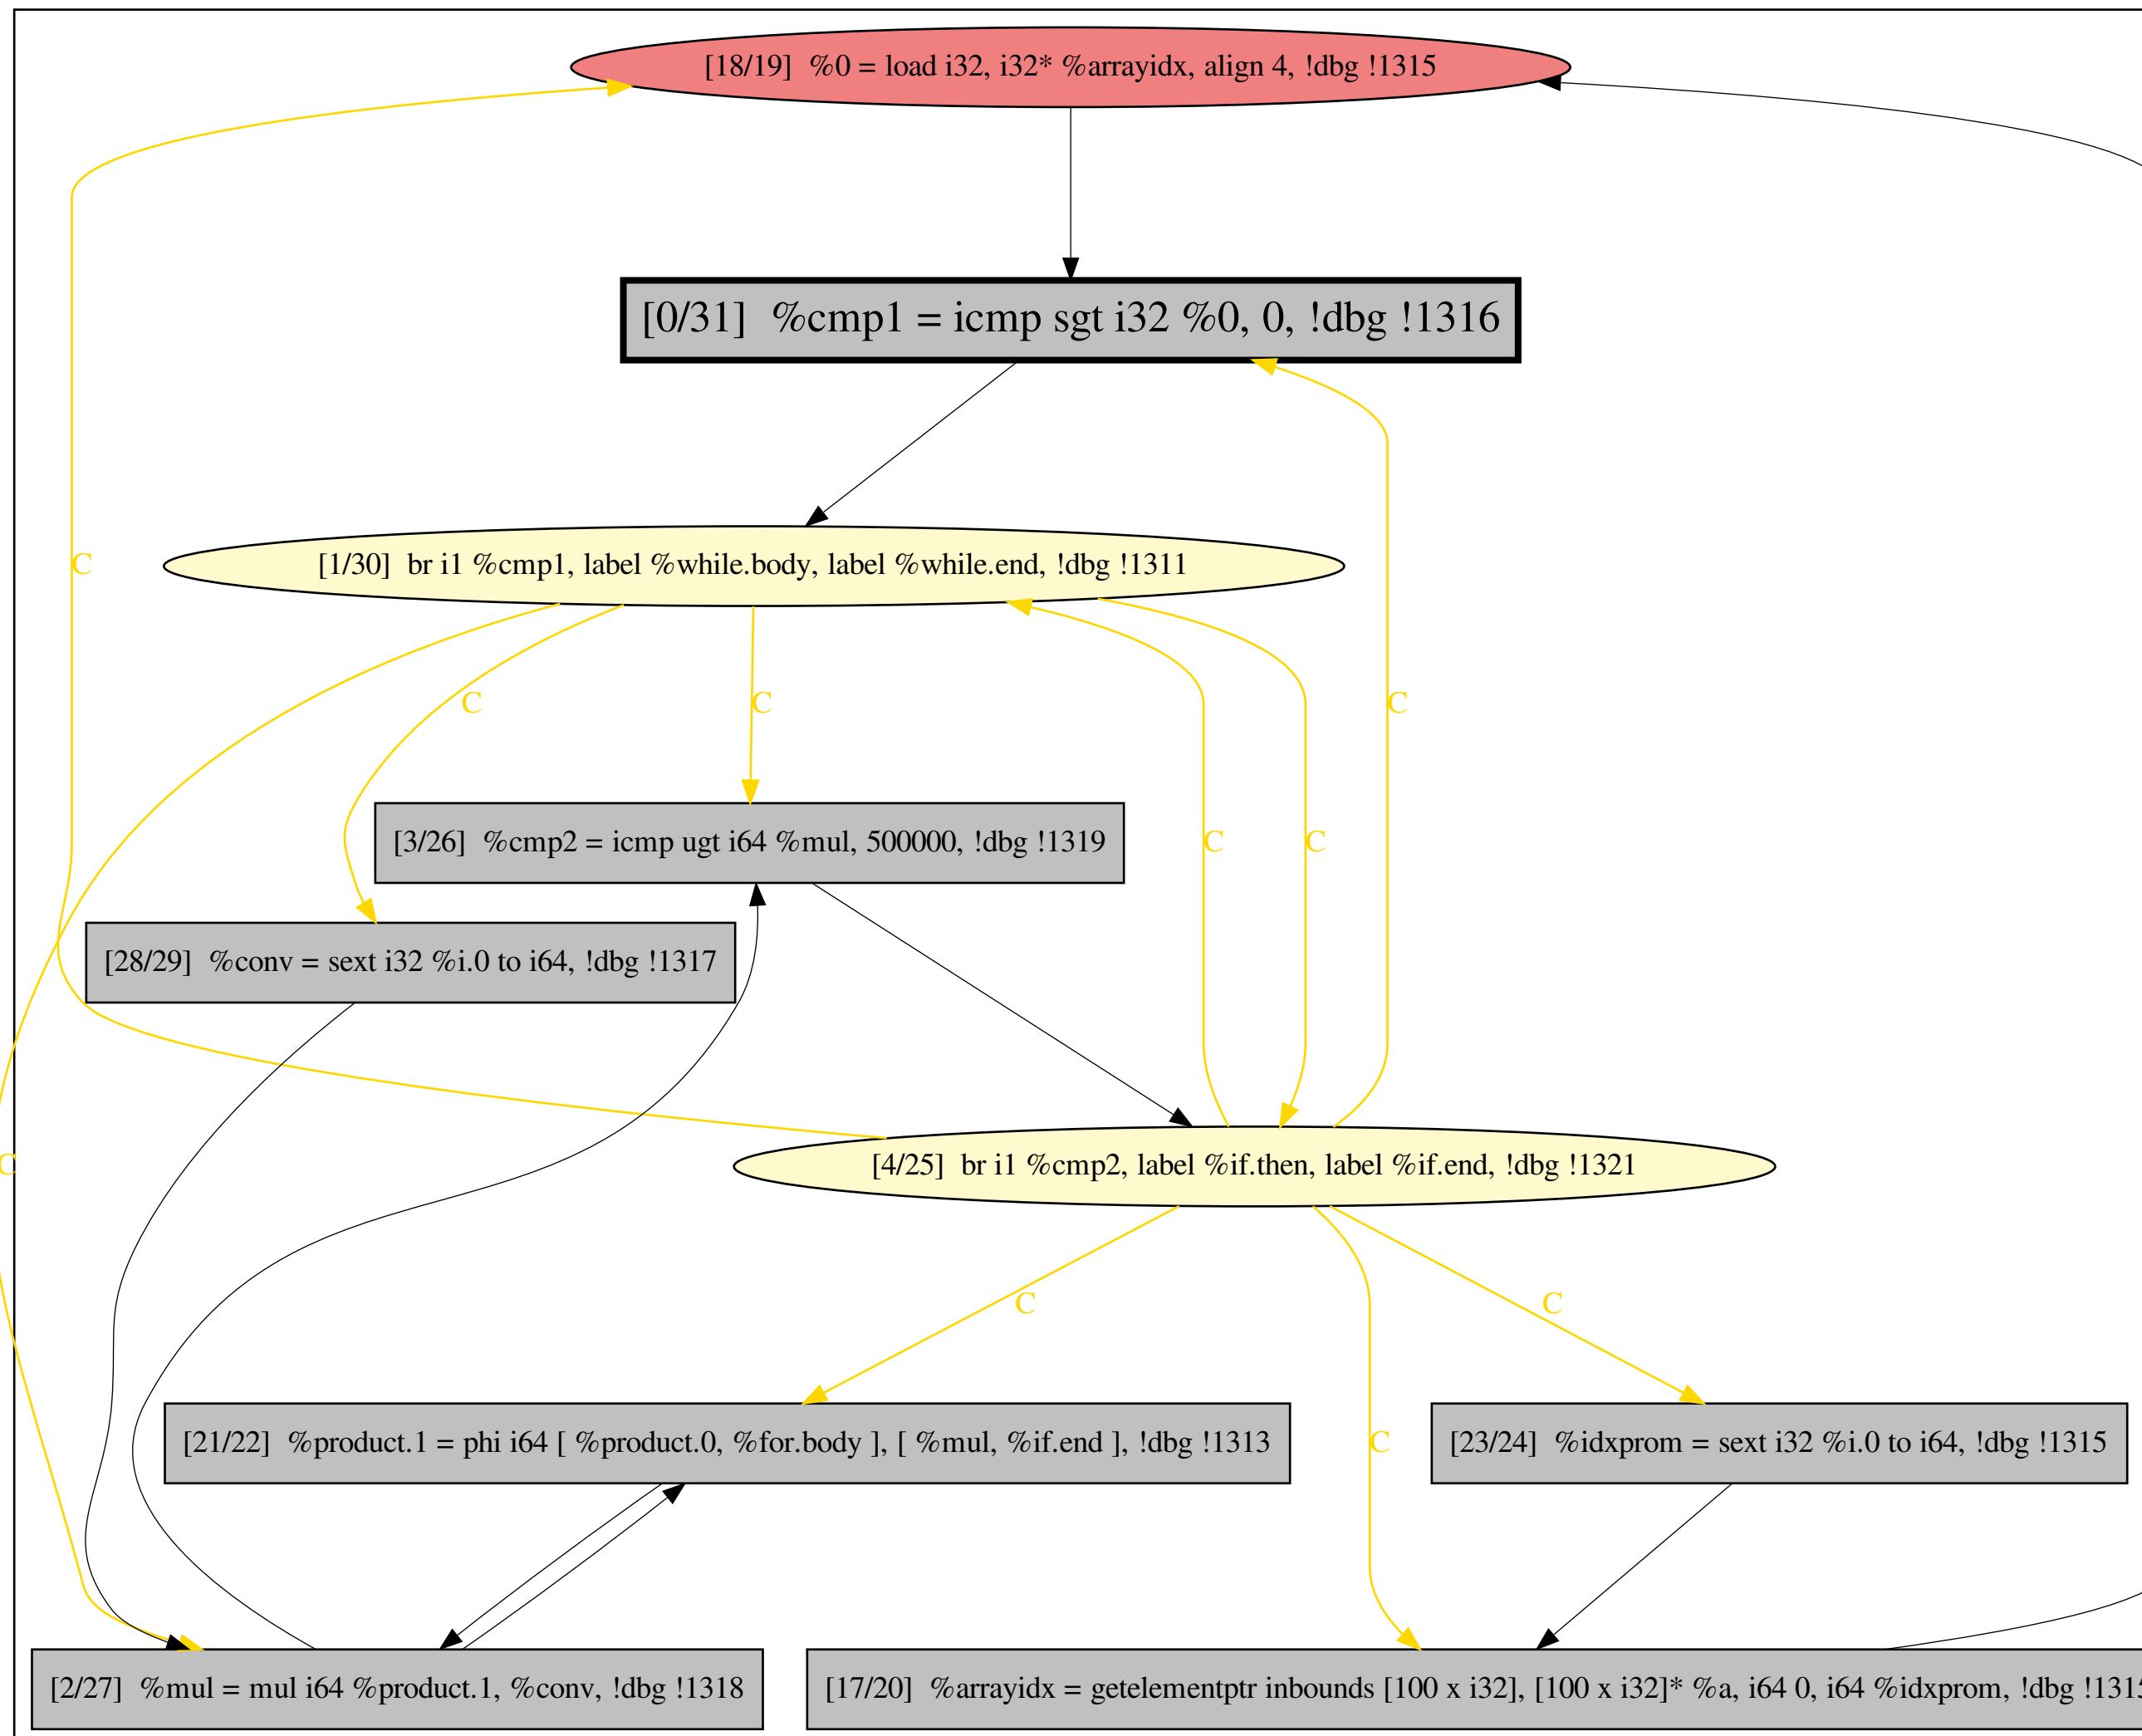 [18/19]  %0 = load i32, i32* %arrayidx, align 4, !dbg !1315
[0/31]  %cmp1 = icmp sgt i32 %0, 0, !dbg !1316
C
[1/30]  br i1 %cmp1, label %while.body, label %while.end, !dbg !1311
C
C
C
[3/26]  %cmp2 = icmp ugt i64 %mul, 500000, !dbg !1319
C
C
[28/29]  %conv = sext i32 %i.0 to i64, !dbg !1317
C
[4/25]  br i1 %cmp2, label %if.then, label %if.end, !dbg !1321
C
C
[21/22]  %product.1 = phi i64 [ %product.0, %for.body ], [ %mul, %if.end ], !dbg !1313
C
[23/24]  %idxprom = sext i32 %i.0 to i64, !dbg !1315
[2/27]  %mul = mul i64 %product.1, %conv, !dbg !1318
[17/20]  %arrayidx = getelementptr inbounds [100 x i32], [100 x i32]* %a, i64 0, i64 %idxprom, !dbg !1315